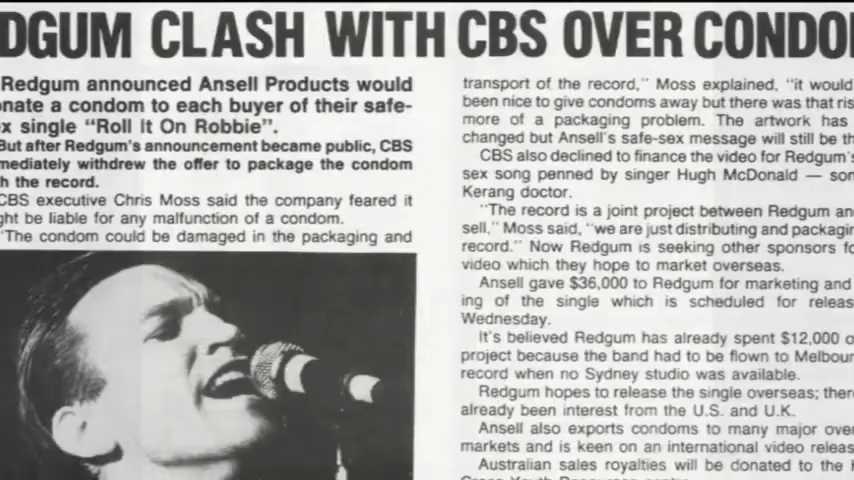 DGUM CLASH WITH CBS OVER CONDO
Redgum announced Ansell Products would
onate a condom to each buyer of their safe-
x single "Roll It On Robbie".
But after Redgum's announcement became public, CBS
mediately withdrew the offer to package the condom
h the record.
CBS executive Chris Moss said the company feared it
ght be liable for any malfunction of a condom.
"The condom could be damaged in the packaging and
transport of the record," Moss explained, "it would
been nice to give condoms away but there was that ris
more of a packaging problem. The artwork has
changed but Ansell's safe-sex message will still be th
CBS also declined to finance the video for Redgum's
sex song penned by singer Hugh McDonald — son
Kerang doctor.
"The record is a joint project between Redgum an
sell," Moss said, "we are just distributing and packagin
record." Now Redgum is seeking other sponsors fo
video which they hope to market overseas.
Ansell gave $36,000 to Redgum for marketing and
ing of the single which is scheduled for releas
Wednesday.
It's believed Redgum has already spent $12,000 o
project because the band had to be flown to Melbour
record when no Sydney studio was available.
Redgum hopes to release the single overseas; ther
already been interest from the U.S. and U.K.
Ansell also exports condoms to many major over
markets and is keen on an international video releas
Australian sales royalties will be donated to the K